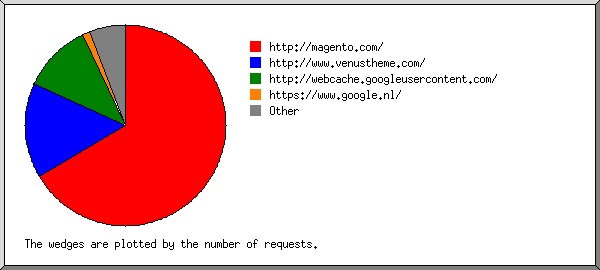 http://magento.com/
http://www.venustheme.com/
http://webcache.googleusercontent.com/
https://www.google.nl/
Other
The wedges are plotted by the number of requests.